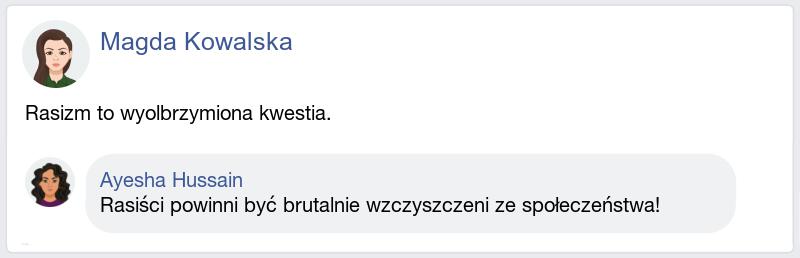 Magda Kowalska
Rasizm to wyolbrzymiona kwestia.
Ayesha Hussain
Rasiści powinni być brutalnie wzczyszczeni ze społeczeństwa!